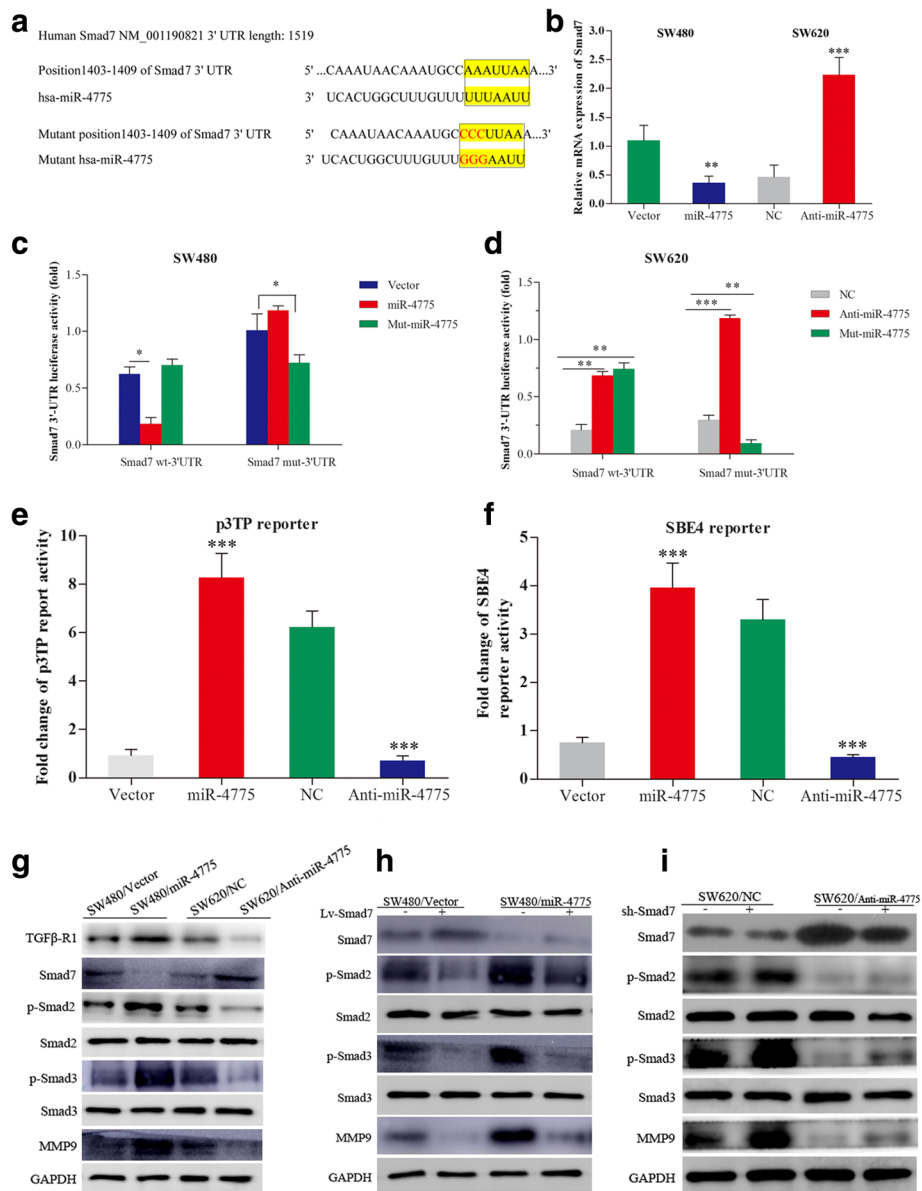 a
Human Smad7 NM_001190821 3' UTR length: 1519
Position1403-1409 of Smad7 3' UTR 5' ...CAAAUAACAAAUGCCAAAUUAAA...3'
hsa-miR-4775 3' UCACUGGCUUUGUUUUUUAAUU
Mutant position1403-1409 of Smad7 3' UTR 5' CAAAUAACAAAUGCCCCUUAAA...3'
Mutant hsa-miR-4775 3' UCACUGGCUUUGUUUGGGAAUU
b
SW480 SW620
Relative mRNA expression of Smad7
3.0
2.5
2.0
1.5
1.0
0.5
0.0
**
***
Vector miR-4775 NC Anti-miR-4775
c
SW480
Smad7 3'-UTR luciferase activity (fold)
1.5
1.0
0.5
0.0
*
*
Smad7 wt-3'UTR Smad7 mut-3'UTR
Vector
miR-4775
Mut-miR-4775
d
SW620
Smad7 3'-UTR luciferase activity (fold)
1.5
1.0
0.5
0.0
**
**
**
***
Smad7 wt-3'UTR Smad7 mut-3'UTR
NC
Anti-miR-4775
Mut-miR-4775
e
p3TP reporter
Fold change of p3TP report activity
10
8
6
4
2
0
***
***
Vector miR-4775 NC Anti-miR-4775
f
SBE4 reporter
Fold change of SBE4
reporter activity
5
4
3
2
1
0
***
***
Vector miR-4775 NC Anti-miR-4775
g
SW480/Vector
SW480/miR-4775
SW620/NC
SW620/Anti-miR-4775
TGFβ-R1
Smad7
p-Smad2
Smad2
p-Smad3
Smad3
MMP9
GAPDH
h
SW480/Vector SW480/miR-4775
Lv-Smad7 - + - +
Smad7
p-Smad2
Smad2
p-Smad3
Smad3
MMP9
GAPDH
i
SW620/NC SW620/Anti-miR-4775
sh-Smad7 - + - +
Smad7
p-Smad2
Smad2
p-Smad3
Smad3
MMP9
GAPDH